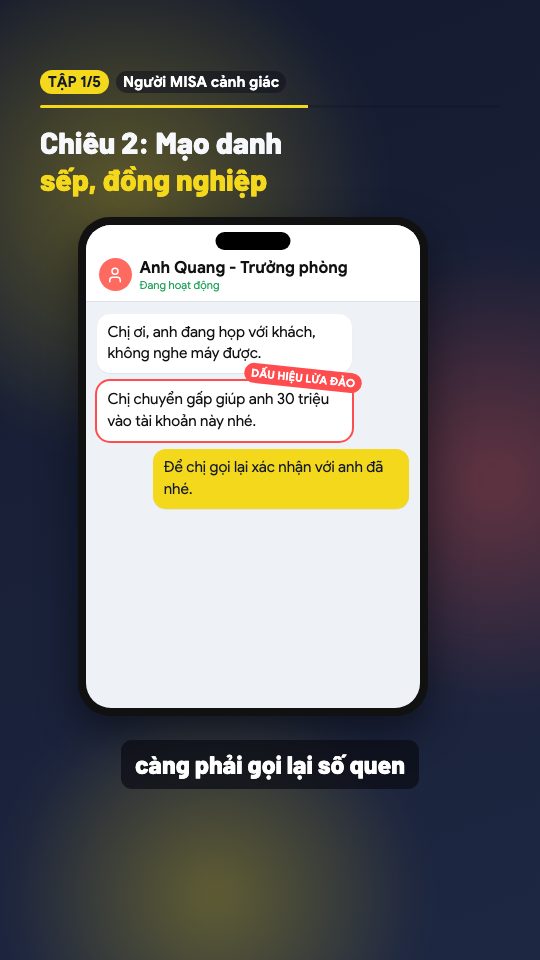 TẬP 1/5 Người MISA cảnh giác
Chiêu 2: Mạo danh
sếp, đồng nghiệp
Anh Quang - Trưởng phòng
Đang hoạt động
Chị ơi, anh đang họp với khách,
không nghe máy được.
DẤU HIỆU LỪA ĐẢO
Chị chuyển gấp giúp anh 30 triệu
vào tài khoản này nhé.
Để chị gọi lại xác nhận với anh đã
nhé.
càng phải gọi lại số quen